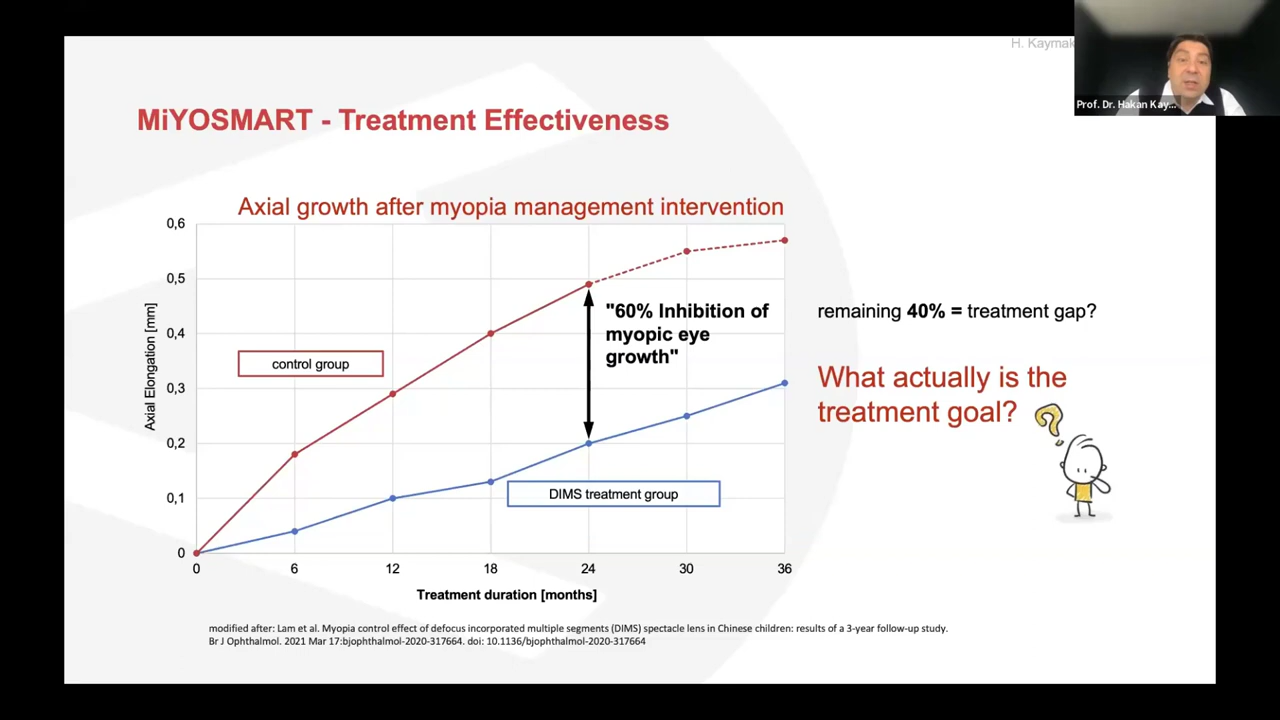 H. Kaymak
Prof. Dr. Hakan Kay...
MiYOSMART - Treatment Effectiveness
Axial growth after myopia management intervention
Axial Elongation [mm]
0,6
0,5
0,4
0,3
0,2
0,1
0
control group
"60% Inhibition of
myopic eye
growth"
DIMS treatment group
0 6 12 18 24 30 36
Treatment duration [months]
remaining 40% = treatment gap?
What actually is the
treatment goal?
modified after: Lam et al. Myopia control effect of defocus incorporated multiple segments (DIMS) spectacle lens in Chinese children: results of a 3-year follow-up study.
Br J Ophthalmol. 2021 Mar 17:bjophthalmol-2020-317664. doi: 10.1136/bjophthalmol-2020-317664